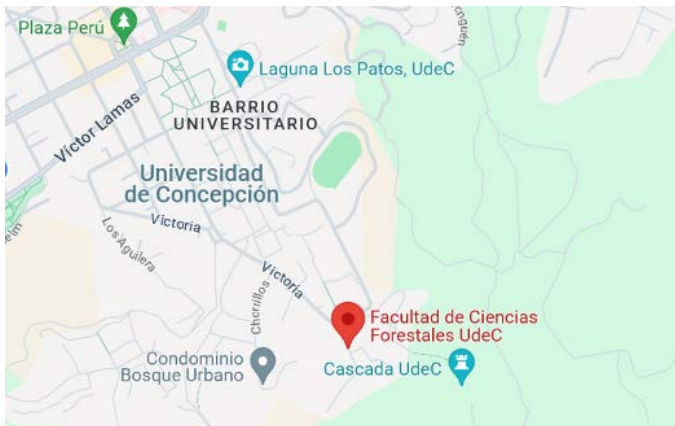 Plaza Perú
Laguna Los Patos, UdeC
BARRIO
UNIVERSITARIO
Víctor Lamas
Universidad
de Concepción
Victoria
Los Aguilera
Victoria
Chorrillos
Facultad de Ciencias
Forestales UdeC
Condominio
Bosque Urbano
Cascada UdeC